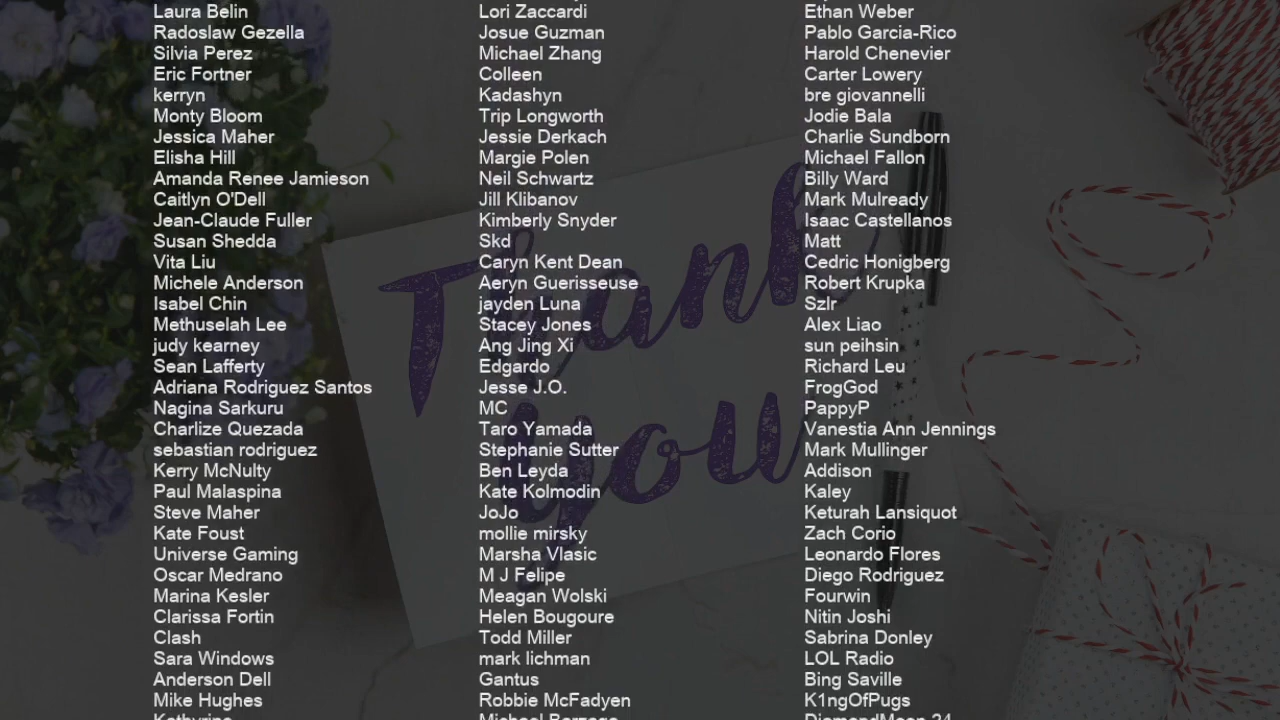 Laura Belin
Radoslaw Gezella
Silvia Perez
Eric Fortner
kerryn
Monty Bloom
Jessica Maher
Elisha Hill
Amanda Renee Jamieson
Caitlyn O'Dell
Jean-Claude Fuller
Susan Shedda
Vita Liu
Michele Anderson
Isabel Chin
Methuselah Lee
judy kearney
Sean Lafferty
Adriana Rodriguez Santos
Nagina Sarkuru
Charlize Quezada
sebastian rodriguez
Kerry McNulty
Paul Malaspina
Steve Maher
Kate Foust
Universe Gaming
Oscar Medrano
Marina Kesler
Clarissa Fortin
Clash
Sara Windows
Anderson Dell
Mike Hughes
Lori Zaccardi
Josue Guzman
Michael Zhang
Colleen
Kadashyn
Trip Longworth
Jessie Derkach
Margie Polen
Neil Schwartz
Jill Klibanov
Kimberly Snyder
Skd
Caryn Kent Dean
Aeryn Guerisseuse
jayden Luna
Stacey Jones
Ang Jing Xi
Edgardo
Jesse J.O.
MC
Taro Yamada
Stephanie Sutter
Ben Leyda
Kate Kolmodin
JoJo
mollie mirsky
Marsha Vlasic
M J Felipe
Meagan Wolski
Helen Bougoure
Todd Miller
mark lichman
Gantus
Robbie McFadyen
Ethan Weber
Pablo Garcia-Rico
Harold Chenevier
Carter Lowery
bre giovannelli
Jodie Bala
Charlie Sundborn
Michael Fallon
Billy Ward
Mark Mulready
Isaac Castellanos
Matt
Cedric Honigberg
Robert Krupka
Szlr
Alex Liao
sun peihsin
Richard Leu
FrogGod
PappyP
Vanestia Ann Jennings
Mark Mullinger
Addison
Kaley
Keturah Lansiquot
Zach Corio
Leonardo Flores
Diego Rodriguez
Fourwin
Nitin Joshi
Sabrina Donley
LOL Radio
Bing Saville
K1ngOfPugs
Thank
you